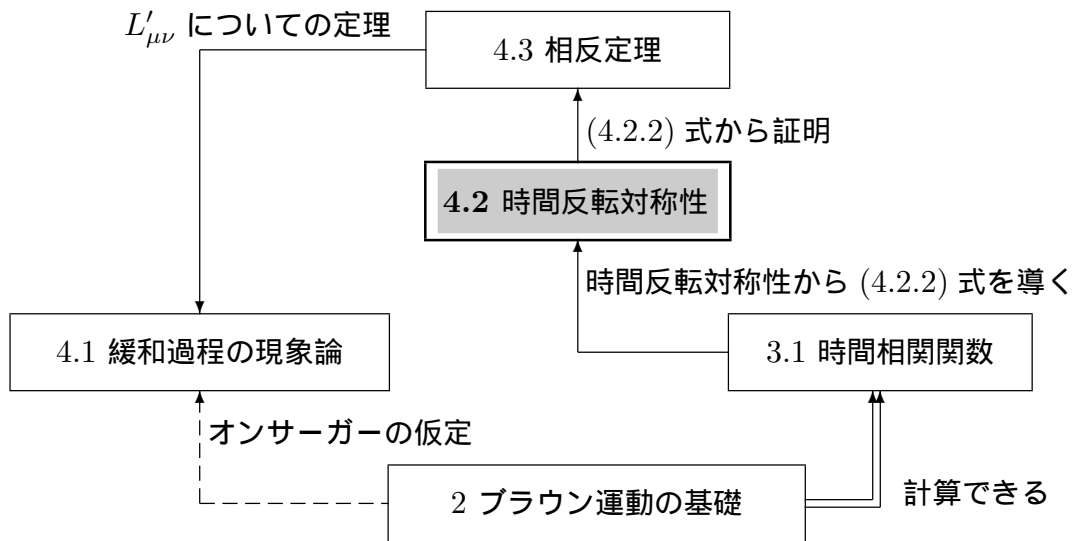 L′μν についての定理
4.3 相反定理
(4.2.2) 式から証明
4.2 時間反転対称性
時間反転対称性から (4.2.2) 式を導く
4.1 緩和過程の現象論
3.1 時間相関関数
オンサーガーの仮定
2 ブラウン運動の基礎
計算できる